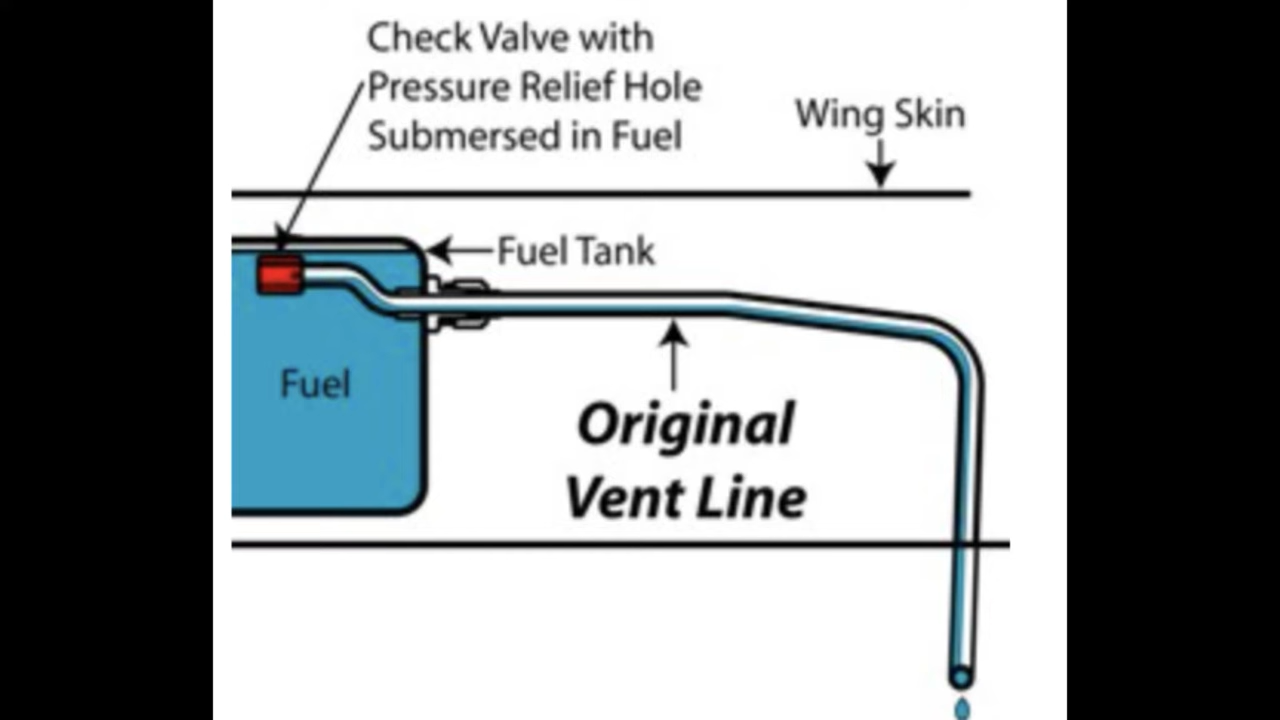 Check Valve with
Pressure Relief Hole
Submersed in Fuel
Wing Skin
Fuel Tank
Fuel
Original
Vent Line